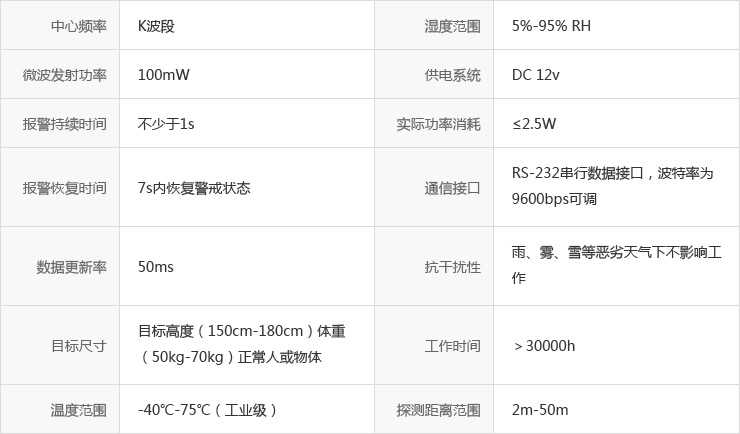 中心频率 K波段 湿度范围 5%-95% RH
微波发射功率 100mW 供电系统 DC 12v
报警持续时间 不少于1s 实际功率消耗 ≤2.5W
报警恢复时间 7s内恢复警戒状态 通信接口 RS-232串行数据接口，波特率为
9600bps可调
数据更新率 50ms 抗干扰性 雨、雾、雪等恶劣天气下不影响工
作
目标尺寸 目标高度（150cm-180cm）体重
（50kg-70kg）正常人或物体 工作时间 ＞30000h
温度范围 -40℃-75℃（工业级） 探测距离范围 2m-50m